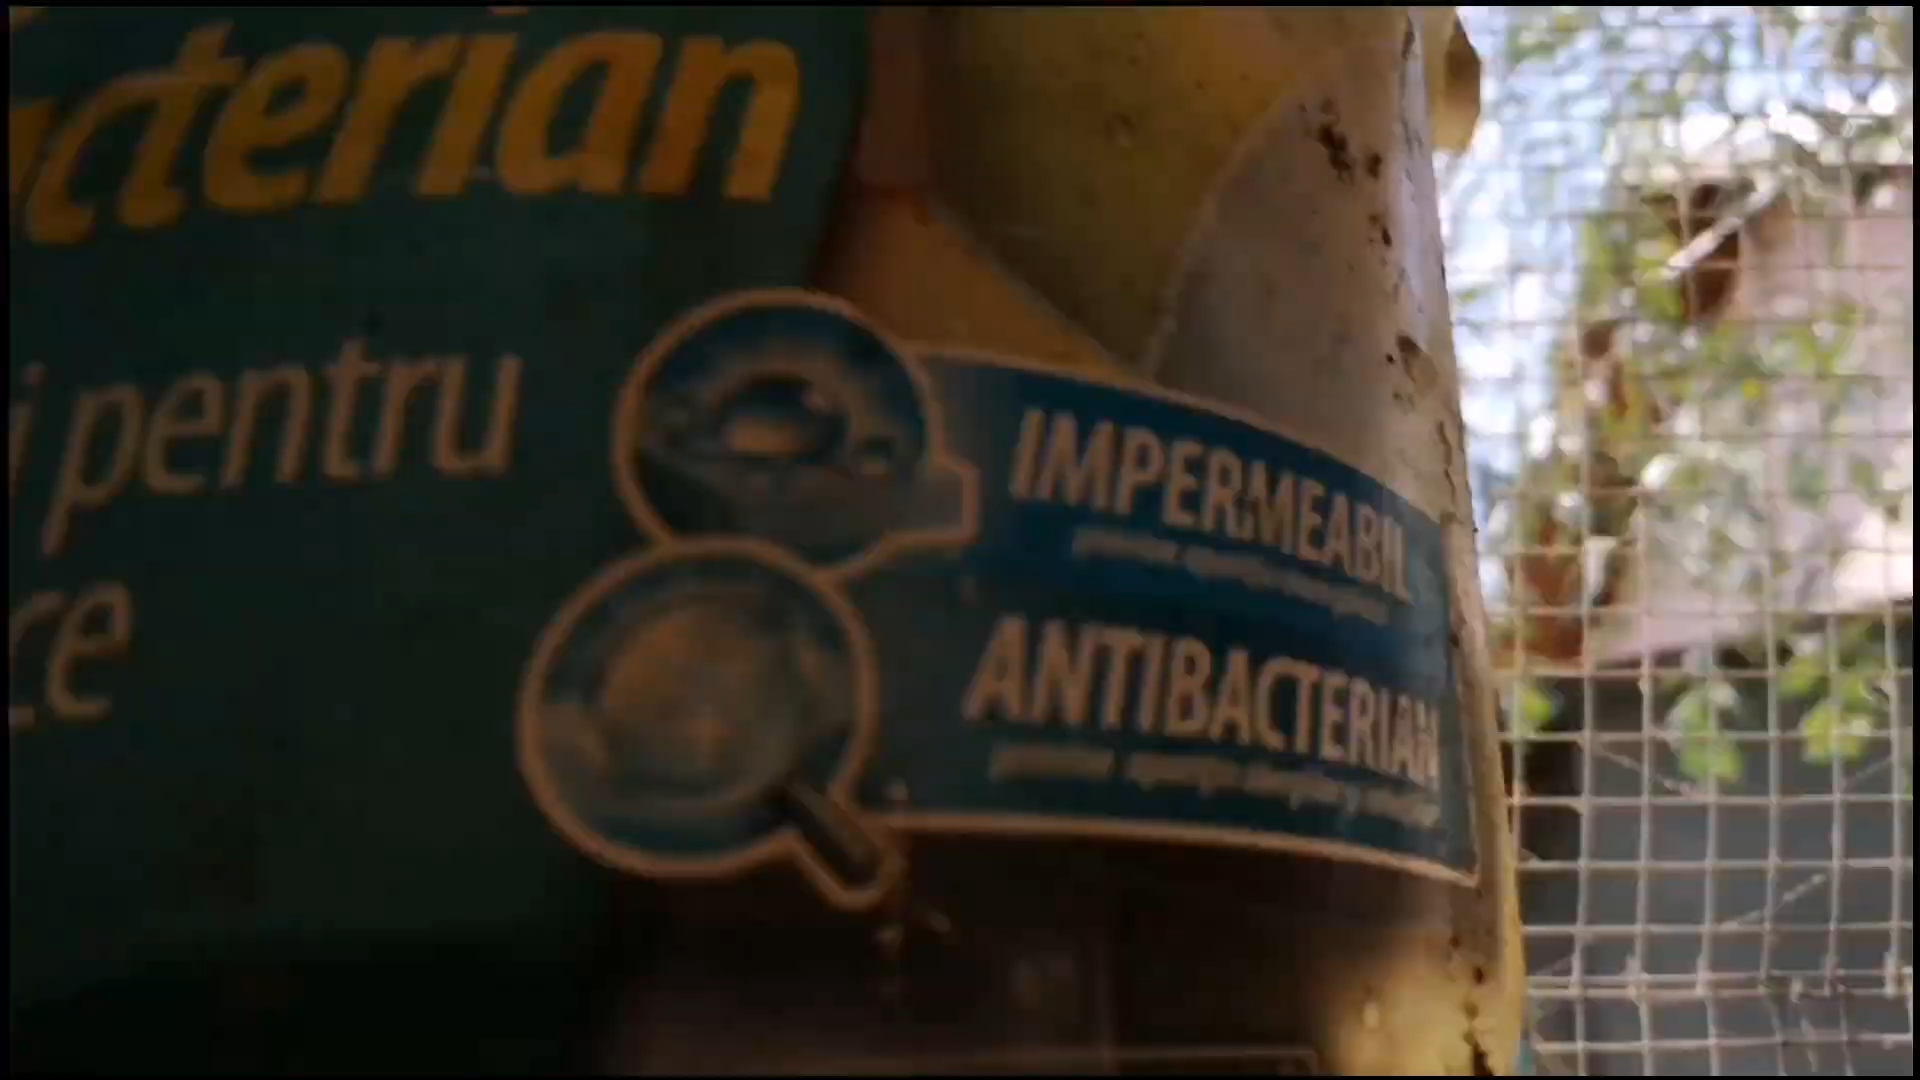 cterian
i pentru
ce
IMPERMEABIL
ANTIBACTERIAN